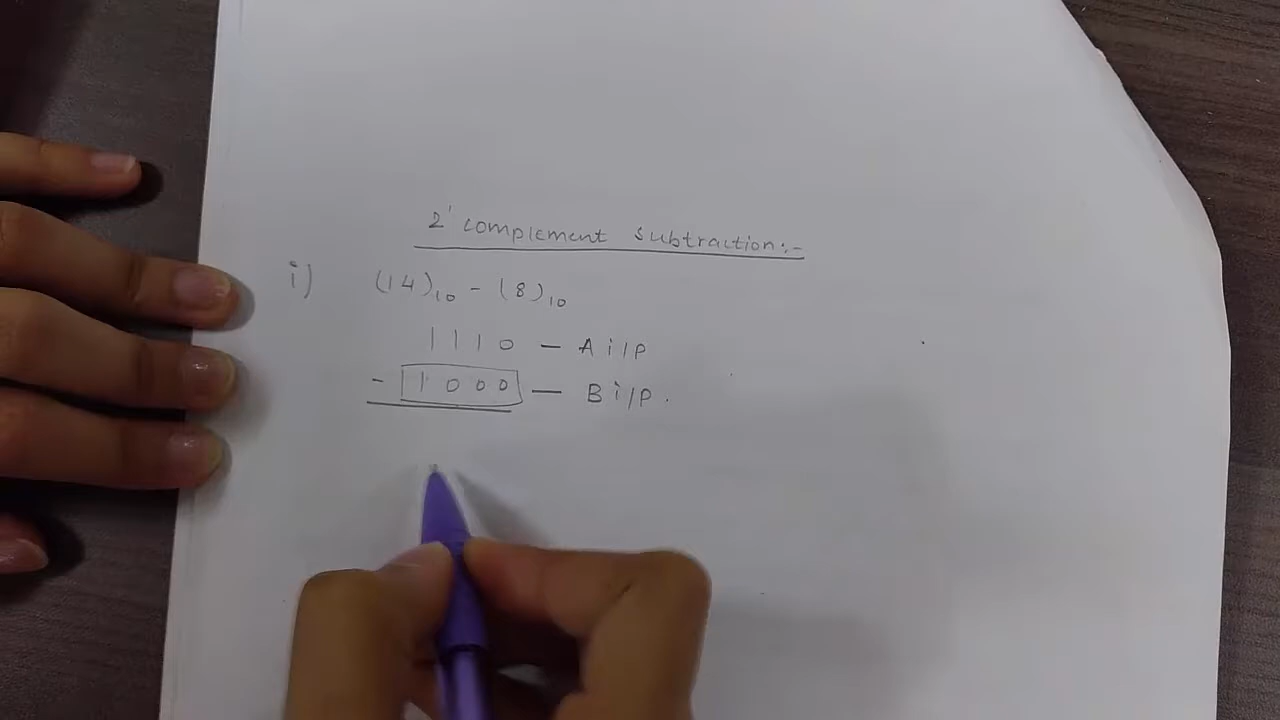 2' complement subtraction:-
i) (14)10 - (8)10
1110 — A i/p
- 1000 — B i/p.